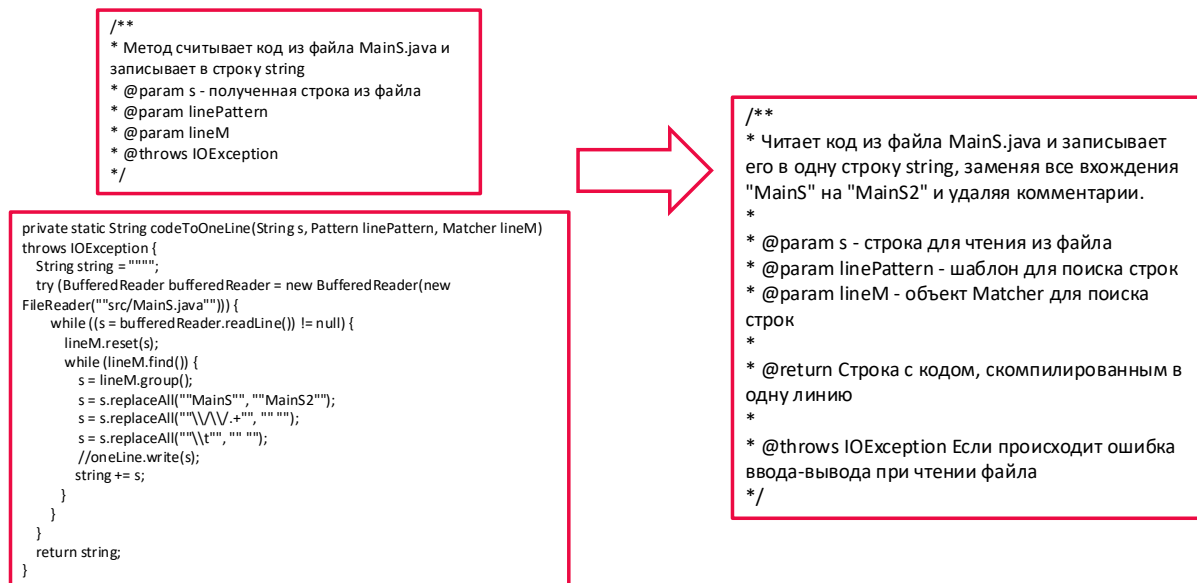 /**
* Метод считывает код из файла MainS.java и
записывает в строку string
* @param s - полученная строка из файла
* @param linePattern
* @param lineM
* @throws IOException
*/
private static String codeToOneLine(String s, Pattern linePattern, Matcher lineM)
throws IOException {
String string = """";
try (BufferedReader bufferedReader = new BufferedReader(new
FileReader(""src/MainS.java""))) {
while ((s = bufferedReader.readLine()) != null) {
lineM.reset(s);
while (lineM.find()) {
s = lineM.group();
s = s.replaceAll(""MainS"", ""MainS2"");
s = s.replaceAll(""\\/\\/.+"", "" "");
s = s.replaceAll(""\\t"", "" "");
//oneLine.write(s);
string += s;
}
}
}
return string;
}
/**
* Читает код из файла MainS.java и записывает
его в одну строку string, заменяя все вхождения
"MainS" на "MainS2" и удаляя комментарии.
*
* @param s - строка для чтения из файла
* @param linePattern - шаблон для поиска строк
* @param lineM - объект Matcher для поиска
строк
*
* @return Строка с кодом, скомпилированным в
одну линию
*
* @throws IOException Если происходит ошибка
ввода-вывода при чтении файла
*/